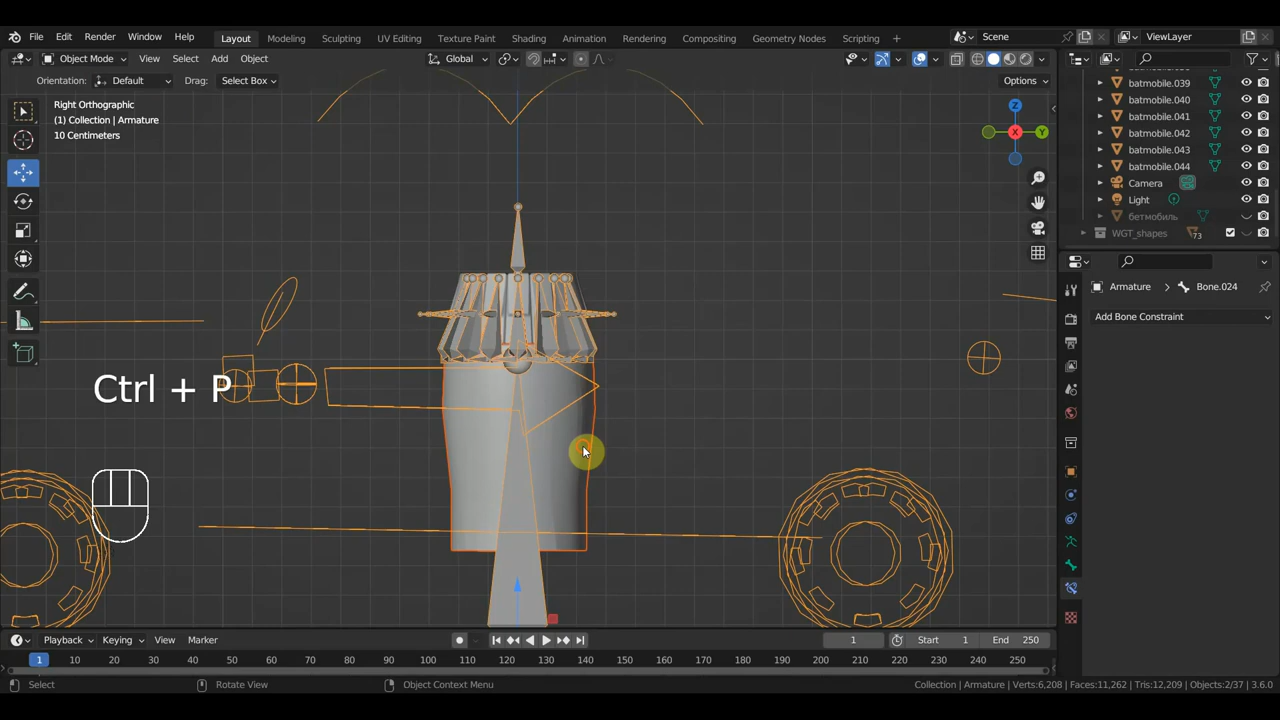 File Edit Render Window Help Layout Modeling Sculpting UV Editing Texture Paint Shading Animation Rendering Compositing Geometry Nodes Scripting + Scene ViewLayer
Object Mode View Select Add Object Global
Orientation: Default Drag: Select Box Options
Right Orthographic
(1) Collection | Armature
10 Centimeters
Z
X
Y
batmobile.039
batmobile.040
batmobile.041
batmobile.042
batmobile.043
batmobile.044
Camera
Light
бетмобиль
WGT_shapes 73
Armature > Bone.024
Add Bone Constraint
Ctrl + P
Playback Keying View Marker 1 Start 1 End 250
1 10 20 30 40 50 60 70 80 90 100 110 120 130 140 150 160 170 180 190 200 210 220 230 240 250
Select Rotate View Object Context Menu Collection | Armature | Verts:6,208 | Faces:11,262 | Tris:12,209 | Objects:2/37 | 3.6.0